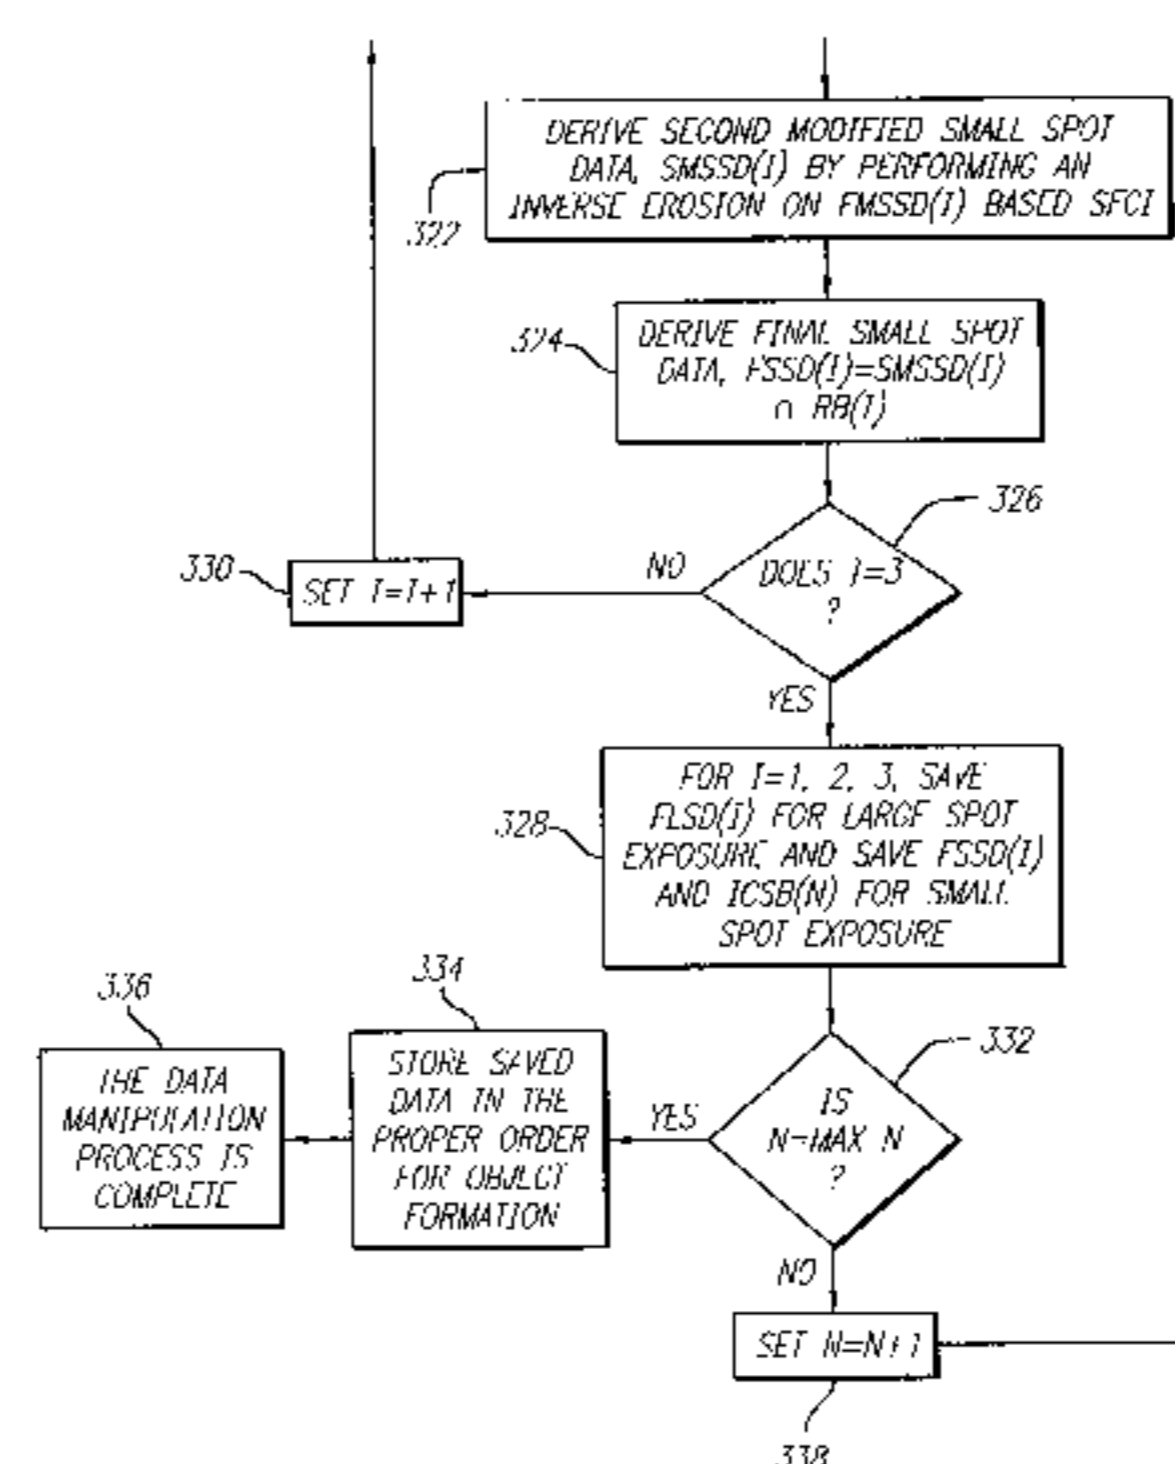 DERIVE SECOND MODIFIED SMALL SPOT
DATA, SMSSD(I) BY PERFORMING AN
INVERSE EROSION ON FMSSD(I) BASED SFCI
322
324
DERIVE FINAL SMALL SPOT
DATA, FSSD(I)=SMSSD(I)
∩ RB(I)
326
DOES I=3
?
NO
330
SET I=I+1
YES
328
FOR I=1, 2, 3, SAVE
FLSD(I) FOR LARGE SPOT
EXPOSURE AND SAVE FSSD(I)
AND ICSB(N) FOR SMALL
SPOT EXPOSURE
332
IS
N=MAX N
?
YES
334
STORE SAVED
DATA IN THE
PROPER ORDER
FOR OBJECT
FORMATION
336
THE DATA
MANIPULATION
PROCESS IS
COMPLETE
NO
SET N=N+1
338